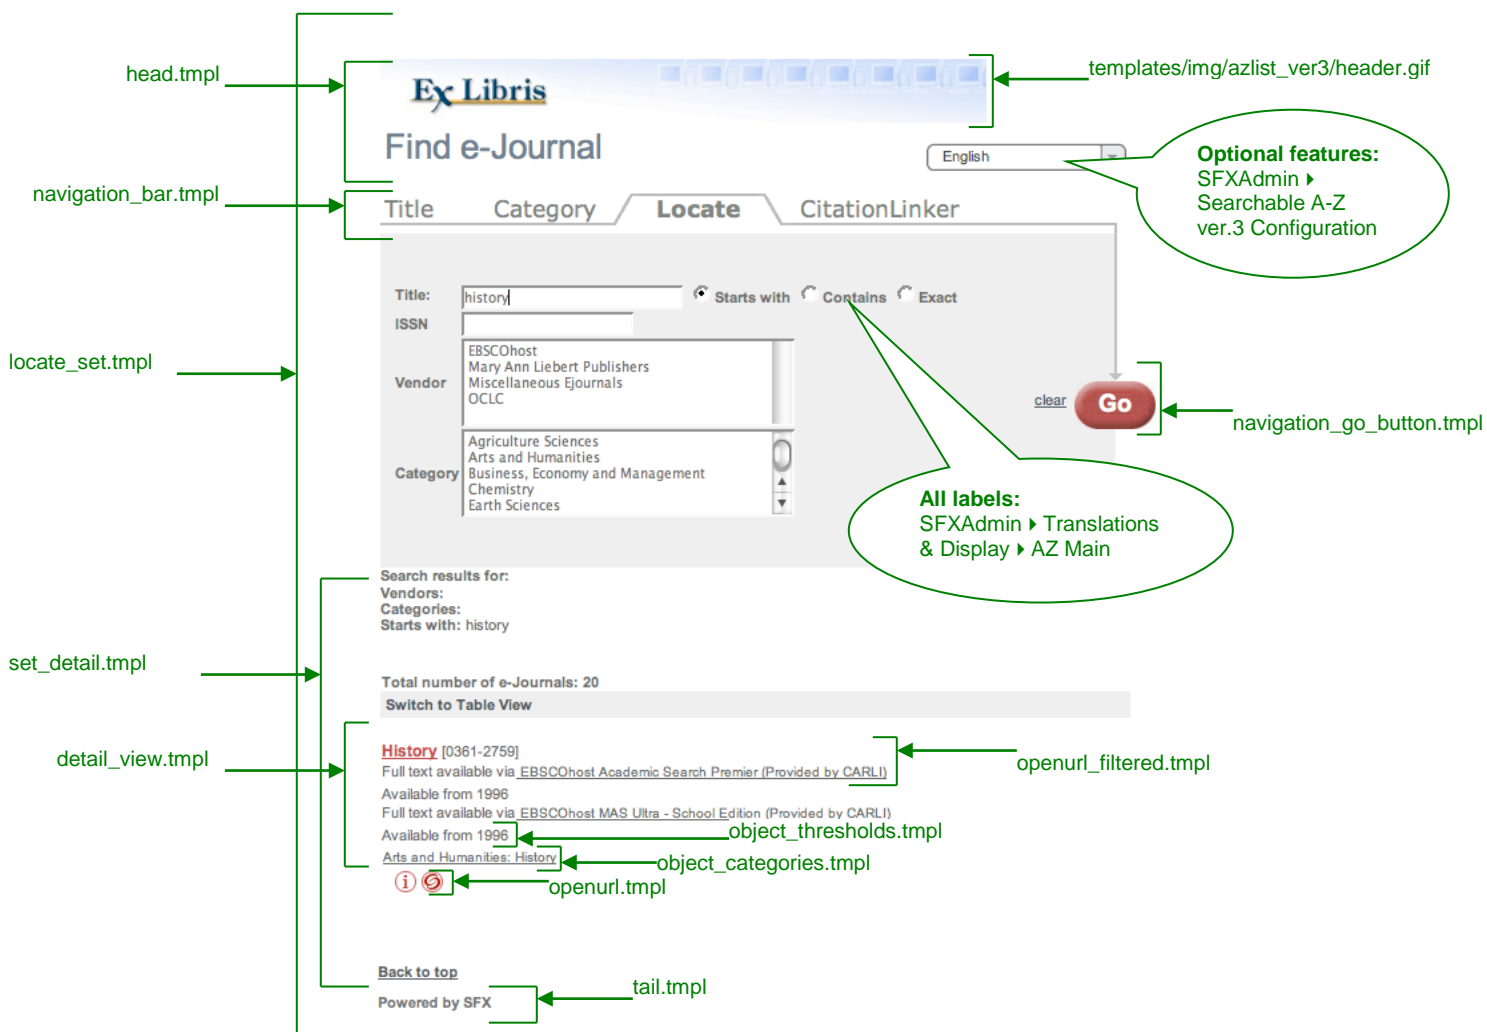 head.tmpl
templates/img/azlist_ver3/header.gif
Ex Libris
Find e-Journal
English
Optional features:
SFXAdmin ▸
Searchable A-Z
ver.3 Configuration
navigation_bar.tmpl
Title Category Locate CitationLinker
Title: history Starts with Contains Exact
ISSN
locate_set.tmpl
Vendor
EBSCOhost
Mary Ann Liebert Publishers
Miscellaneous Ejournals
OCLC
clear Go
navigation_go_button.tmpl
Category
Agriculture Sciences
Arts and Humanities
Business, Economy and Management
Chemistry
Earth Sciences
All labels:
SFXAdmin ▸ Translations
& Display ▸ AZ Main
Search results for:
Vendors:
Categories:
Starts with: history
set_detail.tmpl
Total number of e-Journals: 20
Switch to Table View
detail_view.tmpl
History [0361-2759]
openurl_filtered.tmpl
Full text available via EBSCOhost Academic Search Premier (Provided by CARLI)
Available from 1996
Full text available via EBSCOhost MAS Ultra - School Edition (Provided by CARLI)
Available from 1996
object_thresholds.tmpl
Arts and Humanities: History
object_categories.tmpl
i
openurl.tmpl
Back to top
Powered by SFX
tail.tmpl